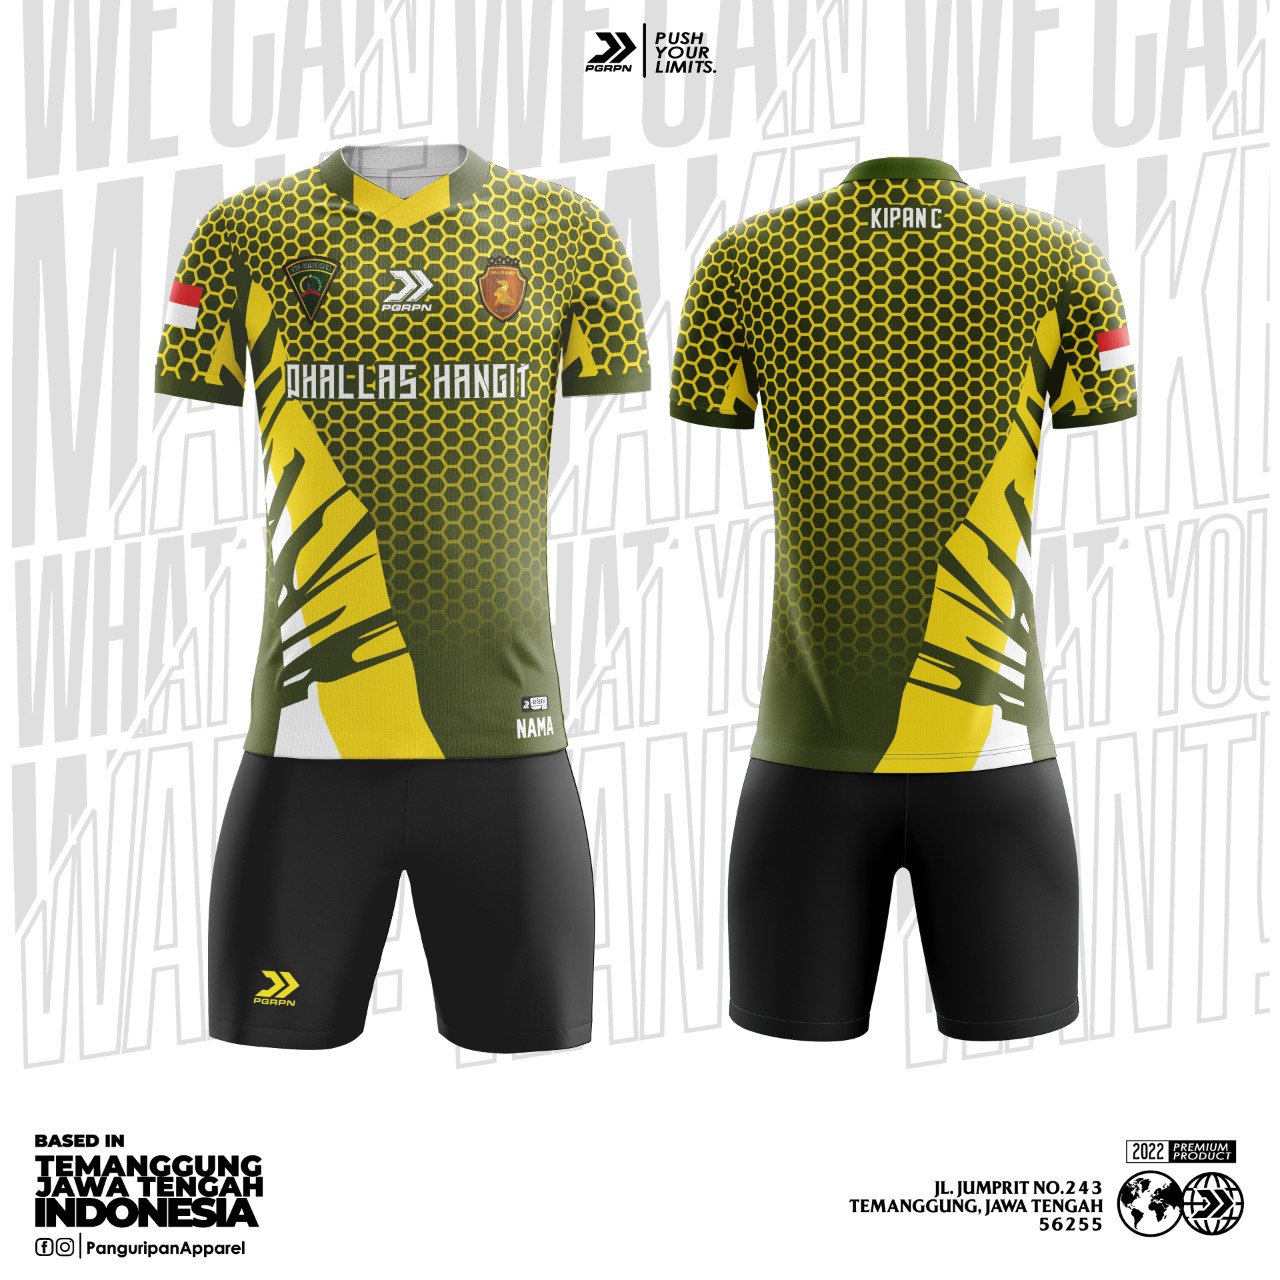 WE CAN WE CAN WE CAN
MAKE MAKE MAKE
WHAT YOU WHAT YOU
WANT! WANT!
PGRPN
PUSH
YOUR
LIMITS.
PGRPN
PHALLAS HANGIT
NAMA
PGRPN
KIPAN C
BASED IN
TEMANGGUNG
JAWA TENGAH
INDONESIA
PanguripanApparel
2022 PREMIUM PRODUCT
JL. JUMPRIT NO.243
TEMANGGUNG, JAWA TENGAH
56255